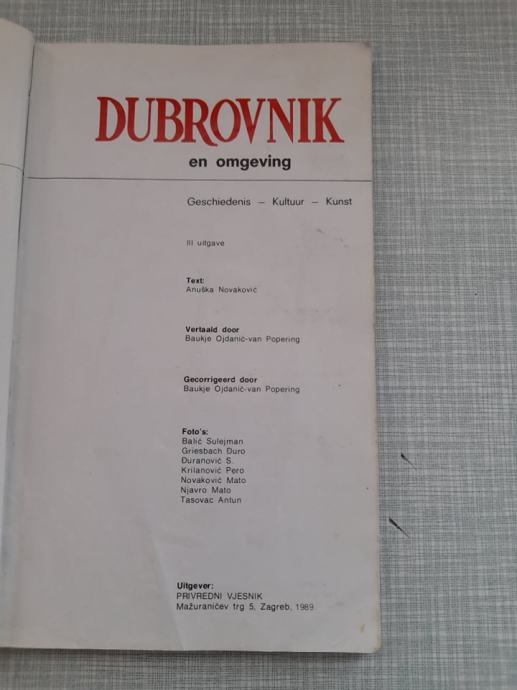 DUBROVNIK
en omgeving
Geschiedenis – Kultuur – Kunst
III uitgave
Text:
Anuška Novaković
Vertaald door
Baukje Ojdanić-van Popering
Gecorrigeerd door
Baukje Ojdanić-van Popering
Foto's:
Balić Sulejman
Griesbach Đuro
Đuranović S.
Krilanović Pero
Novaković Mato
Njavro Mato
Tasovac Antun
Uitgever:
PRIVREDNI VJESNIK
Mažuranićev trg 5, Zagreb, 1989.